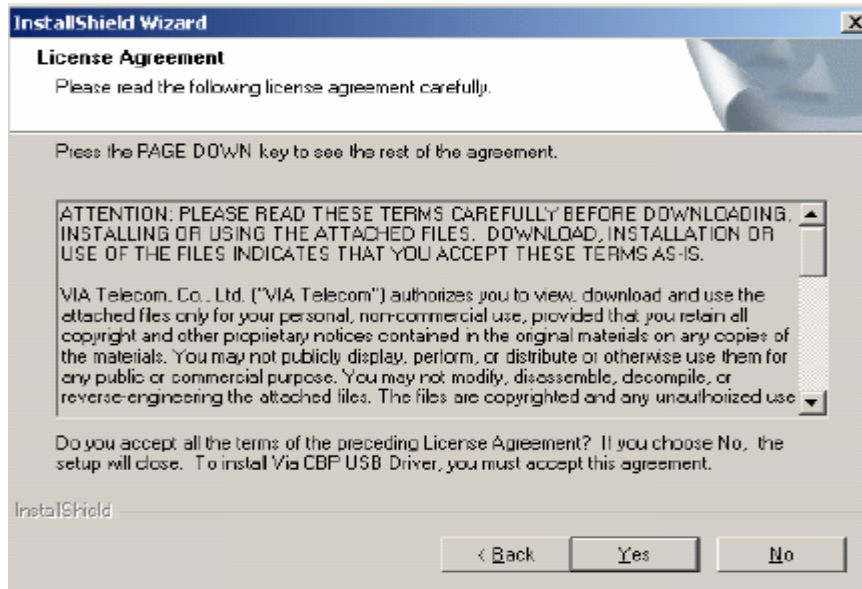 InstallShield Wizard
License Agreement
Please read the following license agreement carefully.
Press the PAGE DOWN key to see the rest of the agreement.
ATTENTION: PLEASE READ THESE TERMS CAREFULLY BEFORE DOWNLOADING,
INSTALLING OR USING THE ATTACHED FILES. DOWNLOAD, INSTALLATION OR
USE OF THE FILES INDICATES THAT YOU ACCEPT THESE TERMS AS-IS.
VIA Telecom, Co., Ltd. ("VIA Telecom") authorizes you to view, download and use the
attached files only for your personal, non-commercial use, provided that you retain all
copyright and other proprietary notices contained in the original materials on any copies of
the materials. You may not publicly display, perform, or distribute or otherwise use them for
any public or commercial purpose. You may not modify, disassemble, decompile, or
reverse-engineering the attached files. The files are copyrighted and any unauthorized use
Do you accept all the terms of the preceding License Agreement? If you choose No, the
setup will close. To install Via CBP USB Driver, you must accept this agreement.
InstallShield
< Back Yes No